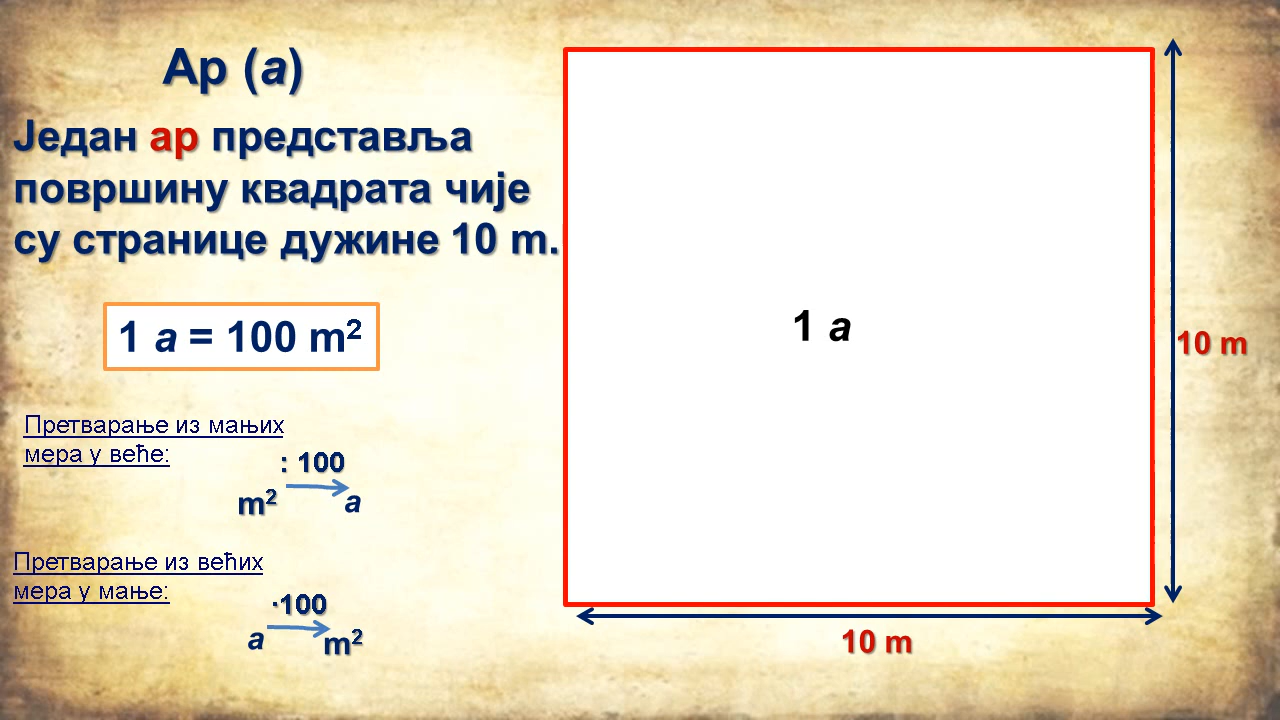 Ар (а)
Један ар представља
површину квадрата чије
су странице дужине 10 m.
1 a = 100 m²
Претварање из мањих
мера у веће:
: 100
m² a
Претварање из већих
мера у мање:
·100
a m²
1 a
10 m
10 m